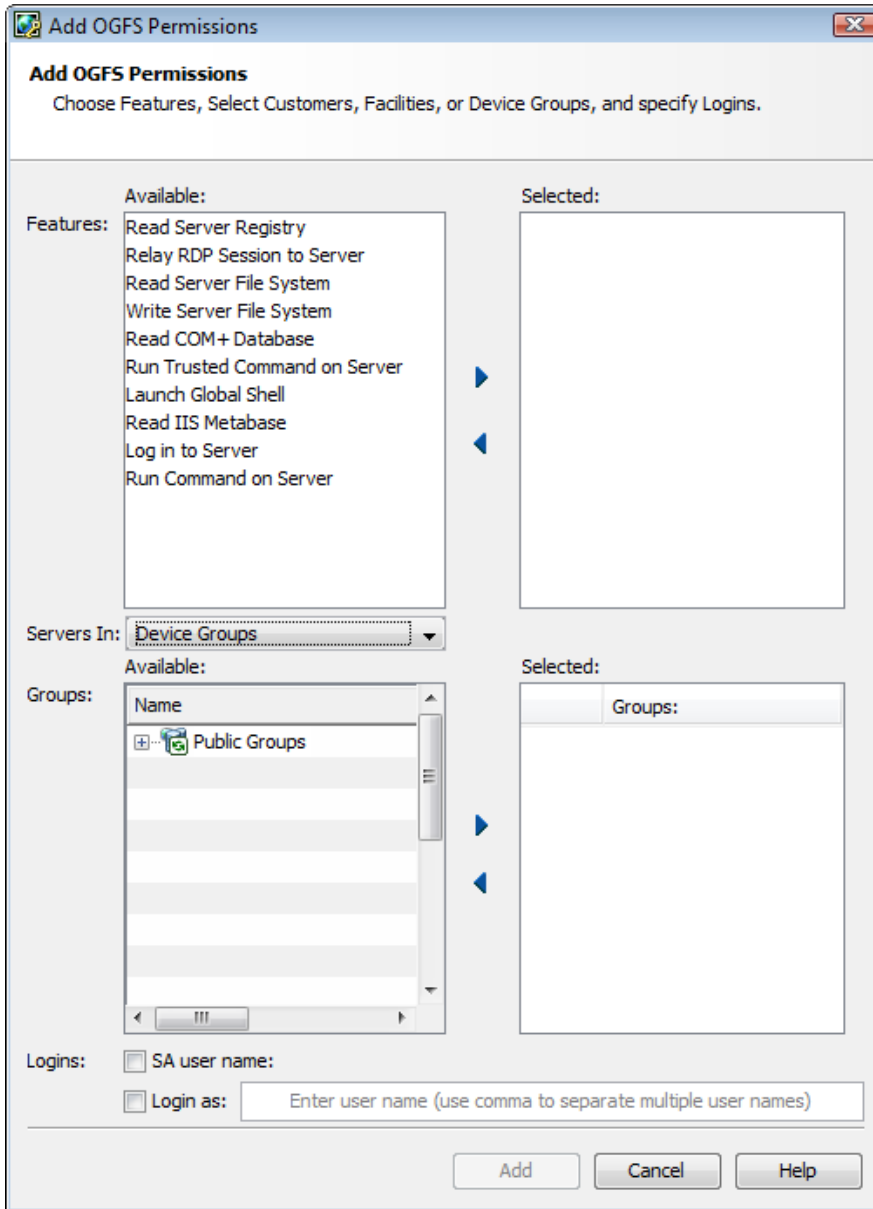 Add OGFS Permissions
Add OGFS Permissions
Choose Features, Select Customers, Facilities, or Device Groups, and specify Logins.
Available:
Selected:
Features:
Read Server Registry
Relay RDP Session to Server
Read Server File System
Write Server File System
Read COM+ Database
Run Trusted Command on Server
Launch Global Shell
Read IIS Metabase
Log in to Server
Run Command on Server
Servers In: Device Groups
Available:
Selected:
Groups:
Name
Groups:
Public Groups
Logins:
SA user name:
Login as: Enter user name (use comma to separate multiple user names)
Add Cancel Help